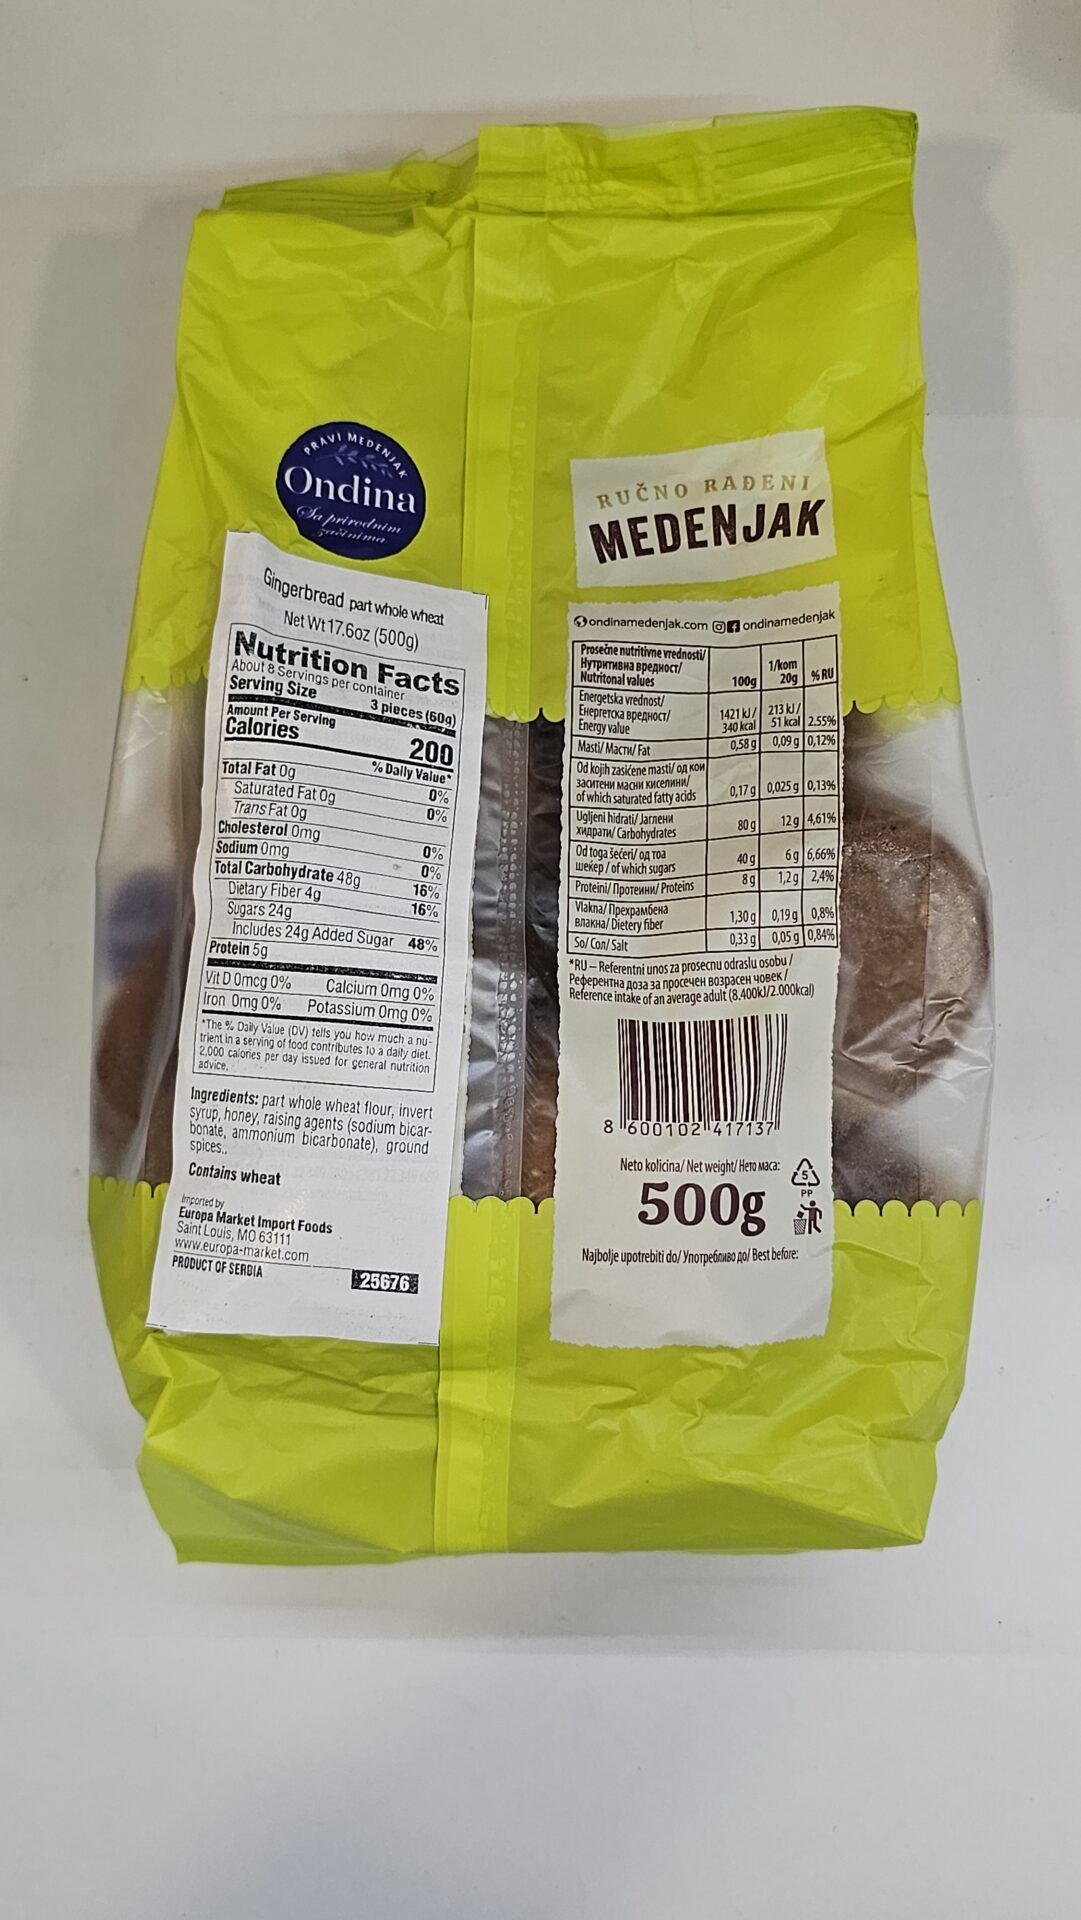 PRAVI MEDENJAK
Ondina
Sa prirodnim
začinima
Gingerbread part whole wheat
Net Wt 17.6oz (500g)
Nutrition Facts
About 8 Servings per container
Serving Size 3 pieces (60g)
Amount Per Serving
Calories 200
% Daily Value*
Total Fat 0g 0%
Saturated Fat 0g 0%
Trans Fat 0g
Cholesterol 0mg 0%
Sodium 0mg 0%
Total Carbohydrate 48g 16%
Dietary Fiber 4g 16%
Sugars 24g
Includes 24g Added Sugar 48%
Protein 5g
Vit D 0mcg 0% Calcium 0mg 0%
Iron 0mg 0% Potassium 0mg 0%
*The % Daily Value (DV) tells you how much a nu-
trient in a serving of food contributes to a daily diet.
2,000 calories per day issued for general nutrition
advice.
Ingredients: part whole wheat flour, invert
syrup, honey, raising agents (sodium bicar-
bonate, ammonium bicarbonate), ground
spices..
Contains wheat
Imported by
Europa Market Import Foods
Saint Louis, MO 63111
www.europa-market.com
PRODUCT OF SERBIA
25676
RUČNO RAĐENI
MEDENJAK
ondinamedenjak.com ondinamedenjak
Prosečne nutritivne vrednosti/
Нутритивна вредност/
Nutritonal values 100g 1/kom 20g % RU
Energetska vrednost/
Енергетска вредност/
Energy value 1421 kJ/ 340 kcal 213 kJ/ 51 kcal 2.55%
Masti/ Масти/ Fat 0,58 g 0,09 g 0,12%
Od kojih zasićene masti/ од кои
заситени масни киселини/
of which saturated fatty acids 0,17 g 0,025 g 0,13%
Ugljeni hidrati/ Јаглени
хидрати/ Carbohydrates 80 g 12 g 4,61%
Od toga šećeri/ од тоа
шеќер / of which sugars 40 g 6 g 6,66%
Proteini/ Протеини/ Proteins 8 g 1,2 g 2,4%
Vlakna/ Прехрамбена
влакна/ Dietery fiber 1,30 g 0,19 g 0,8%
So/ Сол/ Salt 0,33 g 0,05 g 0,84%
*RU – Referentni unos za prosecnu odraslu osobu /
Референтна доза за просечен возрасен човек /
Reference intake of an average adult (8.400kJ/2.000kcal)
8 600102 417137
Neto kolicina/ Net weight/ Нето маса:
500g
5
PP
Najbolje upotrebiti do/ Употребливо до/ Best before: